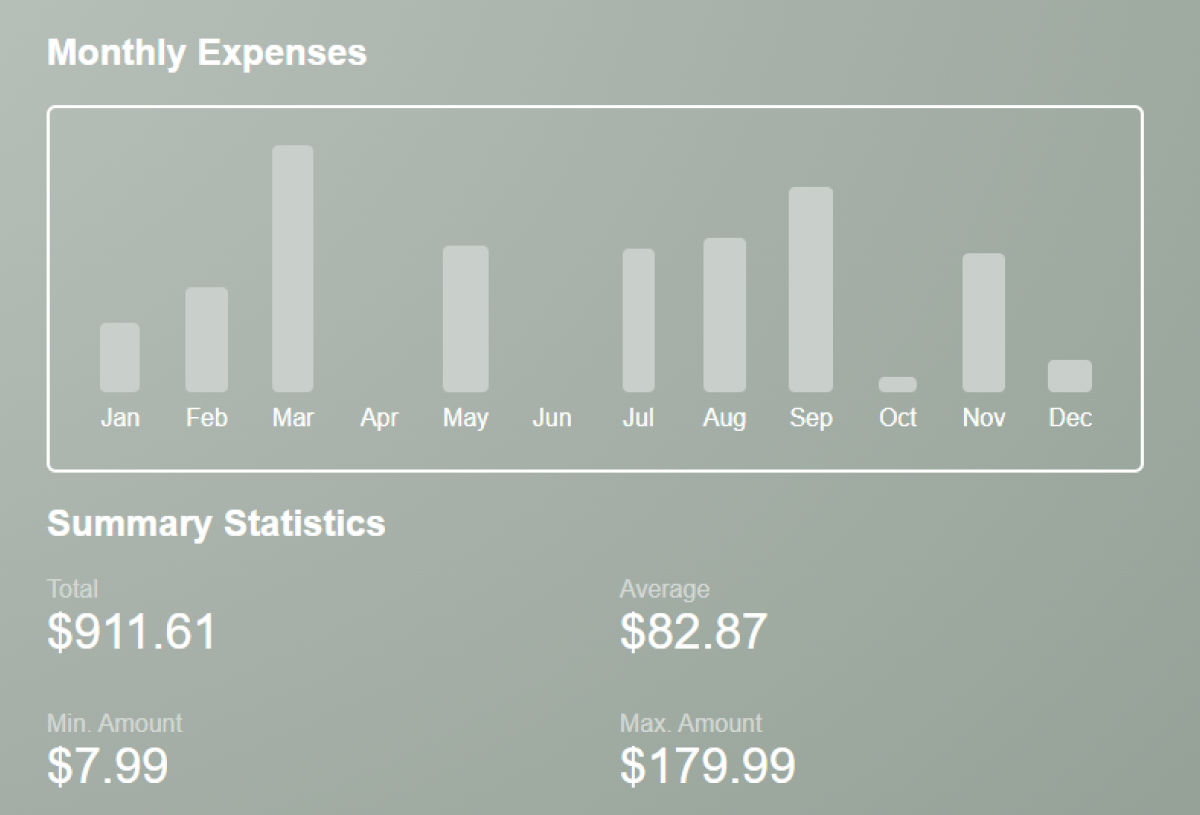 Monthly Expenses
Jan Feb Mar Apr May Jun Jul Aug Sep Oct Nov Dec
Summary Statistics
Total Average
$911.61 $82.87
Min. Amount Max. Amount
$7.99 $179.99